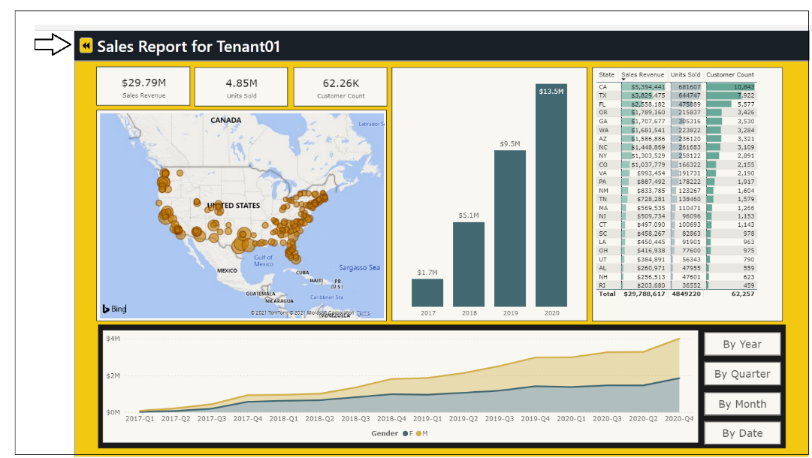 Sales Report for Tenant01
$29.79M
Sales Revenue
4.85M
Units Sold
62.26K
Customer Count
CANADA
UNITED STATES
Gulf of
Mexico
MEXICO
CUBA
HAITI
PR
(U.S.)
Sargasso Sea
GUATEMALA
NICARAGUA
Caribbean Sea
VENEZUELA
Bing
© 2021 TomTom, © 2021 Microsoft Corporation Terms
$13.5M
$9.5M
$5.1M
$1.7M
2017 2018 2019 2020
State Sales Revenue Units Sold Customer Count
CA $5,394,441 681607 10,843
TX $3,829,475 644747 7,922
FL $2,558,182 475889 5,577
OR $1,789,160 215837 3,426
GA $1,707,677 305316 3,530
WA $1,681,541 223822 3,284
AZ $1,586,886 236120 3,321
NC $1,448,869 261683 3,109
NY $1,303,529 258122 2,891
CO $1,037,779 166322 2,155
VA $993,454 191731 2,190
PA $887,492 178222 1,917
NM $833,785 123267 1,604
TN $728,281 138460 1,579
MA $569,535 110471 1,266
NJ $509,734 96096 1,153
CT $497,090 100693 1,143
SC $458,267 82863 978
LA $450,445 91901 963
OH $416,938 77600 975
UT $384,891 56343 790
AL $260,971 47955 559
NH $256,513 47601 623
RI $203,680 36552 459
Total $29,788,617 4849220 62,257
$4M
$2M
$0M
2017-Q1 2017-Q2 2017-Q3 2017-Q4 2018-Q1 2018-Q2 2018-Q3 2018-Q4 2019-Q1 2019-Q2 2019-Q3 2019-Q4 2020-Q1 2020-Q2 2020-Q3 2020-Q4
Gender F M
By Year
By Quarter
By Month
By Date